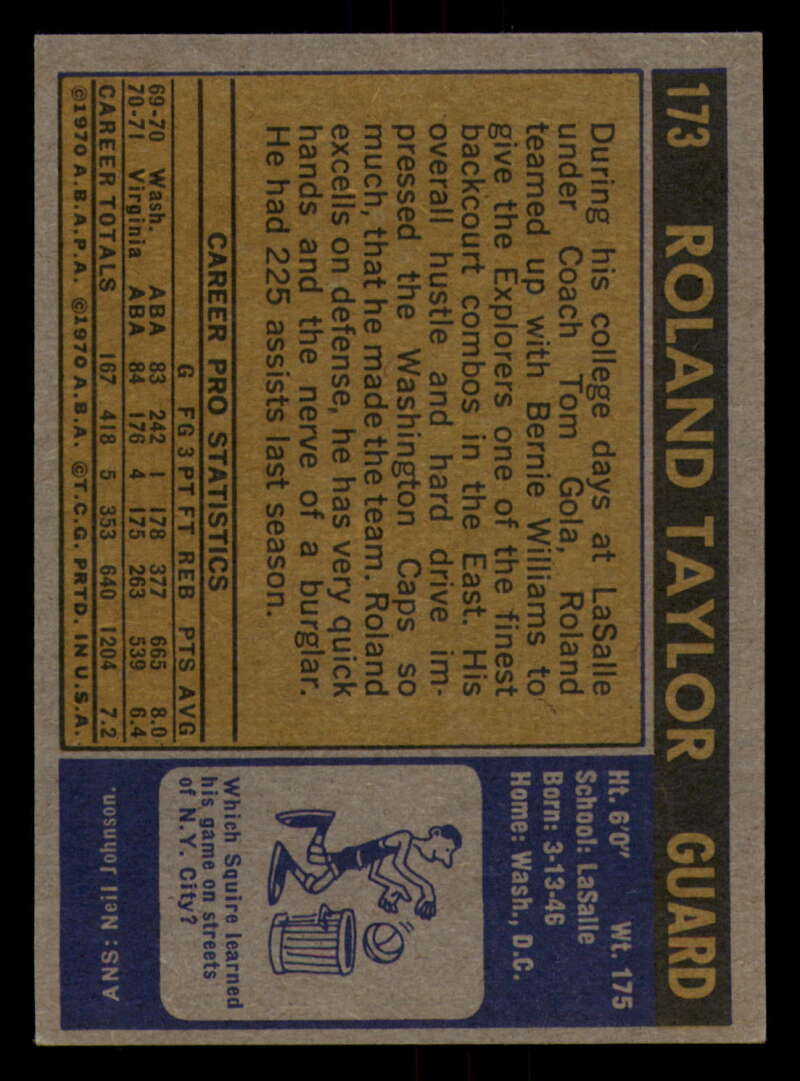 173 ROLAND TAYLOR GUARD
During his college days at LaSalle
under Coach Tom Gola, Roland
teamed up with Bernie Williams to
give the Explorers one of the finest
backcourt combos in the East. His
overall hustle and hard drive im-
pressed the Washington Caps so
much, that he made the team. Roland
excells on defense, he has very quick
hands and the nerve of a burglar.
He had 225 assists last season.
CAREER PRO STATISTICS
G FG 3PT FT REB PTS AVG
69-70 Wash. ABA 83 242 1 178 377 665 8.0
70-71 Virginia ABA 84 176 4 175 263 539 6.4
CAREER TOTALS 167 418 5 353 640 1204 7.2
©1970 A.B.A.P.A. ©1970 A.B.A. ©T.C.G. PRTD. IN U.S.A.
Ht. 6'0" Wt. 175
School: LaSalle
Born: 3-13-46
Home: Wash., D.C.
Which Squire learned
his game on streets
of N.Y. City?
ANS: Neil Johnson.